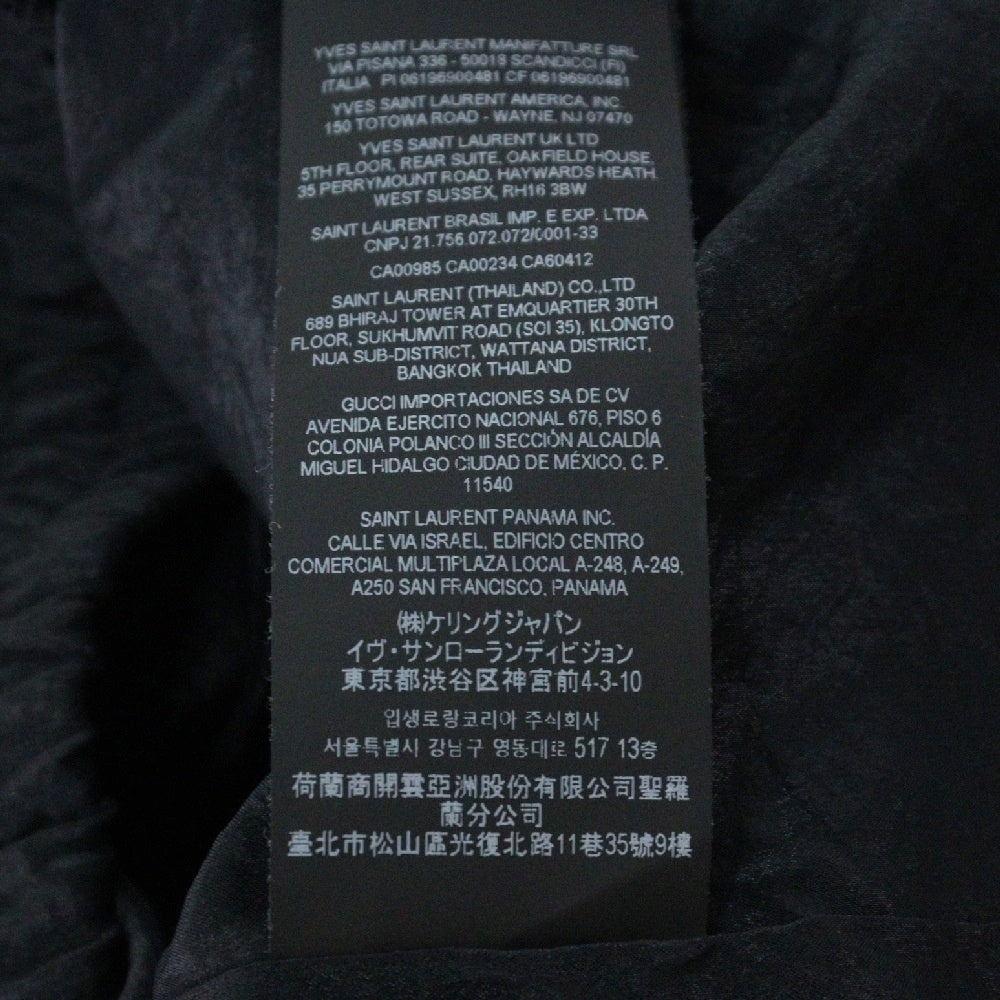 YVES SAINT LAURENT MANIFATTURE SRL
VIA PISANA 336 - 50018 SCANDICCI (FI)
ITALIA PI 06196900481 CF 06196900481
YVES SAINT LAURENT AMERICA, INC.
150 TOTOWA ROAD - WAYNE, NJ 07470
YVES SAINT LAURENT UK LTD
5TH FLOOR, REAR SUITE, OAKFIELD HOUSE,
35 PERRYMOUNT ROAD, HAYWARDS HEATH
WEST SUSSEX, RH16 3BW
SAINT LAURENT BRASIL IMP. E EXP. LTDA
CNPJ 21.756.072.072/0001-33
CA00985 CA00234 CA60412
SAINT LAURENT (THAILAND) CO.,LTD
689 BHIRAJ TOWER AT EMQUARTIER 30TH
FLOOR, SUKHUMVIT ROAD (SOI 35), KLONGTO
NUA SUB-DISTRICT, WATTANA DISTRICT,
BANGKOK THAILAND
GUCCI IMPORTACIONES SA DE CV
AVENIDA EJERCITO NACIONAL 676, PISO 6
COLONIA POLANCO III SECCIÓN ALCALDÍA
MIGUEL HIDALGO CIUDAD DE MÉXICO. C. P.
11540
SAINT LAURENT PANAMA INC.
CALLE VIA ISRAEL, EDIFICIO CENTRO
COMERCIAL MULTIPLAZA LOCAL A-248, A-249,
A250 SAN FRANCISCO, PANAMA
㈱ケリングジャパン
イヴ・サンローランディビジョン
東京都渋谷区神宮前4-3-10
입생로랑코리아 주식회사
서울특별시 강남구 영동대로 517 13층
荷蘭商開雲亞洲股份有限公司聖羅
蘭分公司
臺北市松山區光復北路11巷35號9樓